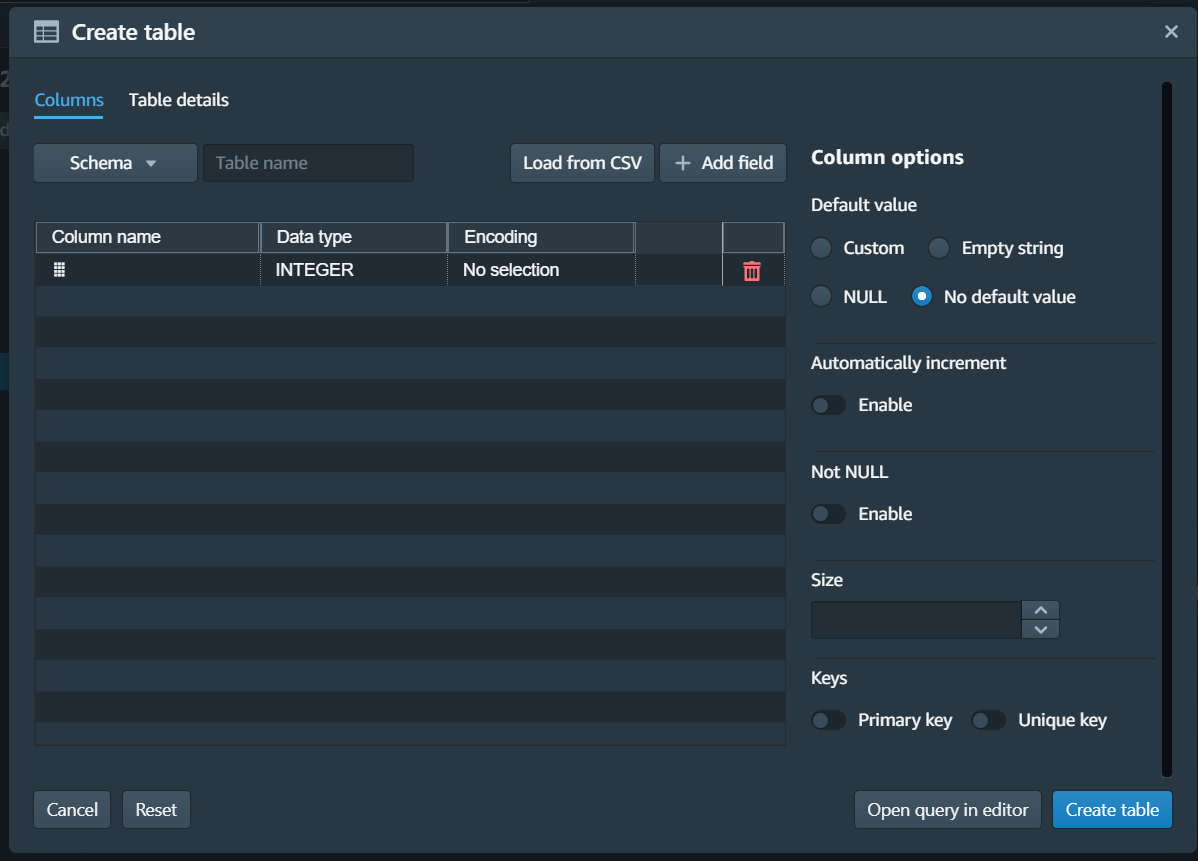 Create table
Columns Table details
Schema Table name Load from CSV Add field
Column name Data type Encoding
INTEGER No selection
Column options
Default value
Custom Empty string
NULL No default value
Automatically increment
Enable
Not NULL
Enable
Size
Keys
Primary key Unique key
Cancel Reset Open query in editor Create table